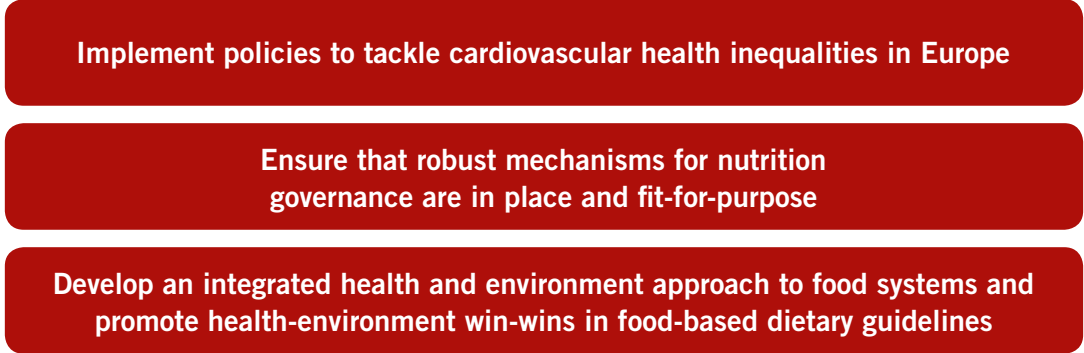 Implement policies to tackle cardiovascular health inequalities in Europe
Ensure that robust mechanisms for nutrition
governance are in place and fit-for-purpose
Develop an integrated health and environment approach to food systems and
promote health-environment win-wins in food-based dietary guidelines